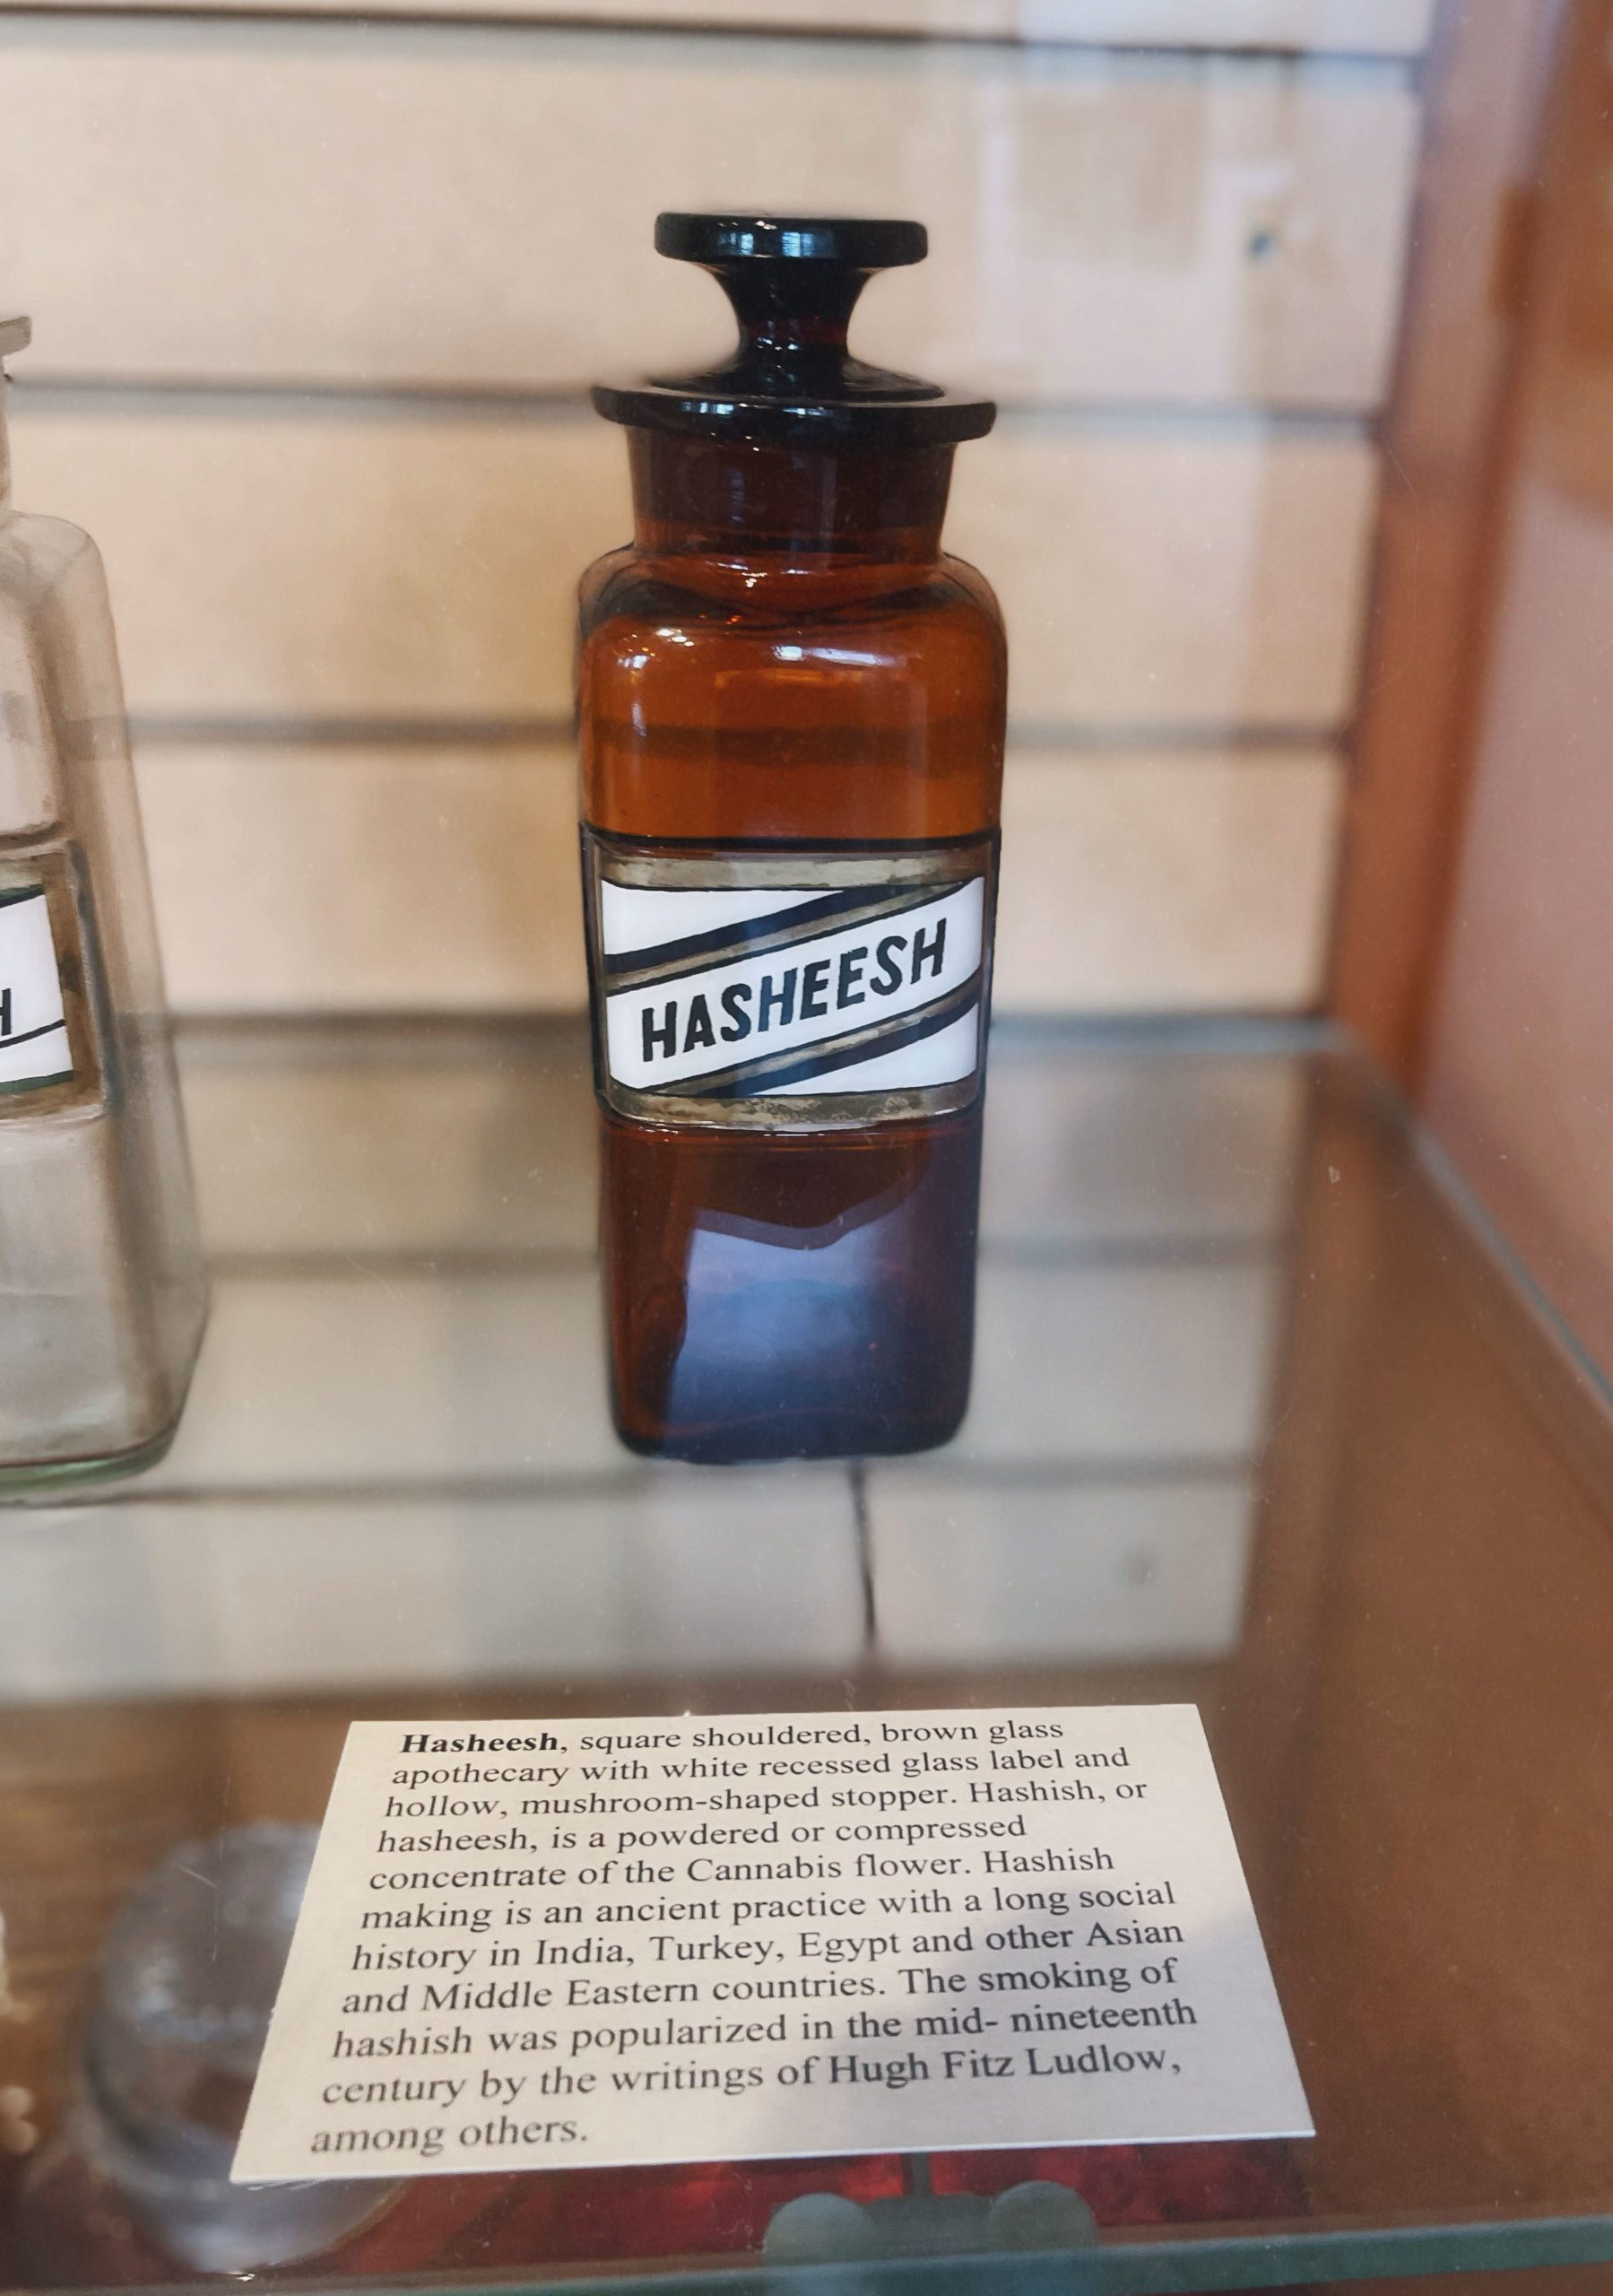 H
HASHEESH
Hasheesh, square shouldered, brown glass
apothecary with white recessed glass label and
hollow, mushroom-shaped stopper. Hashish, or
hasheesh, is a powdered or compressed
concentrate of the Cannabis flower. Hashish
making is an ancient practice with a long social
history in India, Turkey, Egypt and other Asian
and Middle Eastern countries. The smoking of
hashish was popularized in the mid- nineteenth
century by the writings of Hugh Fitz Ludlow,
among others.